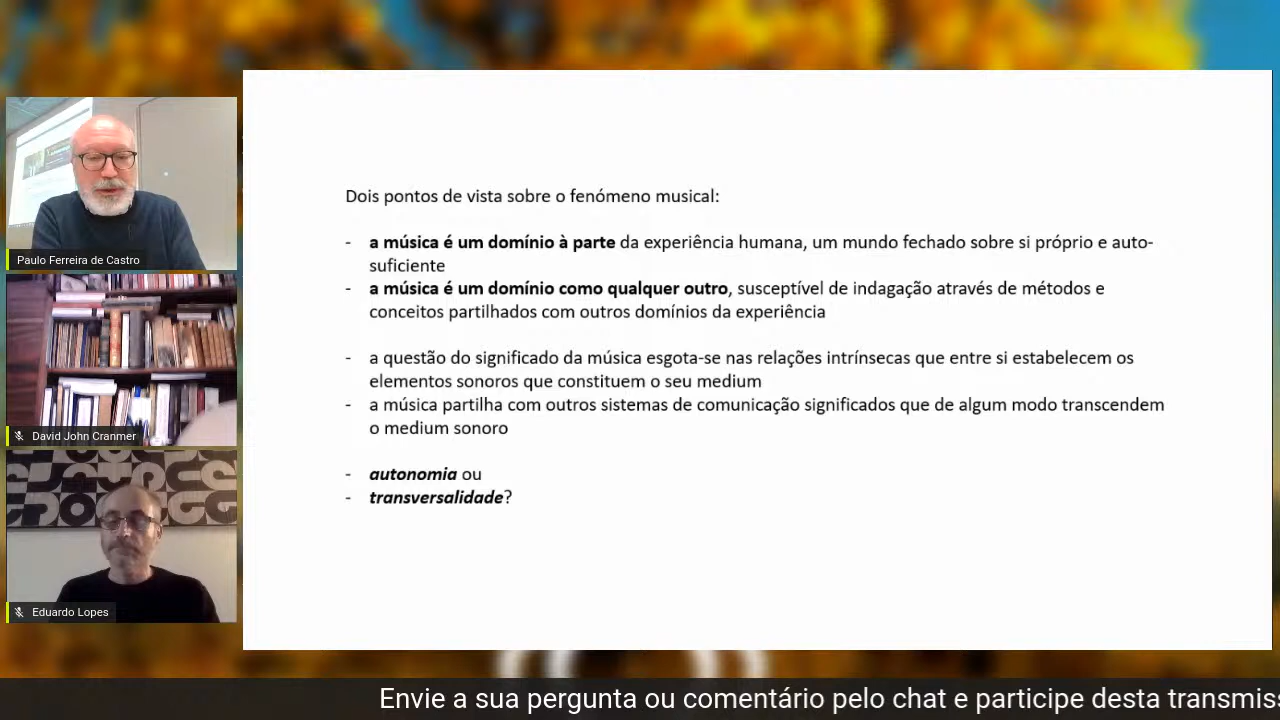 Dois pontos de vista sobre o fenómeno musical:
- a música é um domínio à parte da experiência humana, um mundo fechado sobre si próprio e auto-
suficiente
- a música é um domínio como qualquer outro, susceptível de indagação através de métodos e
conceitos partilhados com outros domínios da experiência
- a questão do significado da música esgota-se nas relações intrínsecas que entre si estabelecem os
elementos sonoros que constituem o seu medium
- a música partilha com outros sistemas de comunicação significados que de algum modo transcendem
o medium sonoro
- autonomia ou
- transversalidade?
Paulo Ferreira de Castro
David John Cranmer
Eduardo Lopes
Envie a sua pergunta ou comentário pelo chat e participe desta transmis